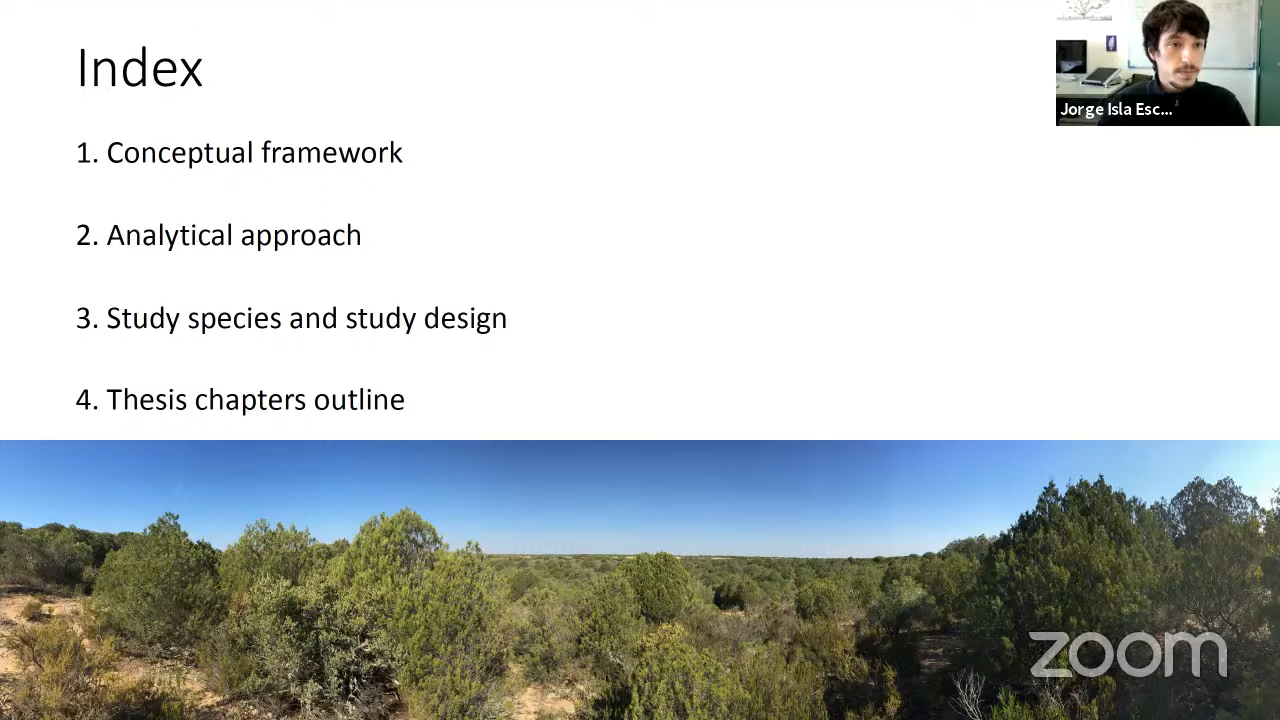 Index
Jorge Isla Esc...
1. Conceptual framework
2. Analytical approach
3. Study species and study design
4. Thesis chapters outline
zoom